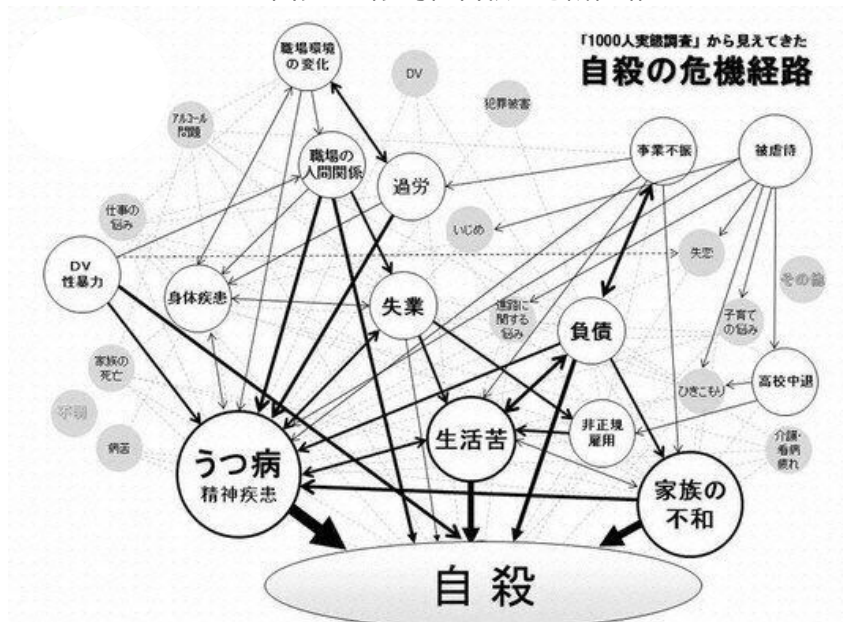 「1000人実態調査」から見えてきた
自殺の危機経路
職場環境
の変化
DV
犯罪被害
アルコール
問題
職場の
人間関係
過労
事業不振
被虐待
仕事の
悩み
いじめ
失恋
DV
性暴力
身体疾患
失業
進路に
関する
悩み
負債
子育て
の悩み
その他
家族の
死亡
ひきこもり
高校中退
不明
病苦
うつ病
精神疾患
生活苦
非正規
雇用
介護・
看病
疲れ
家族の
不和
自殺